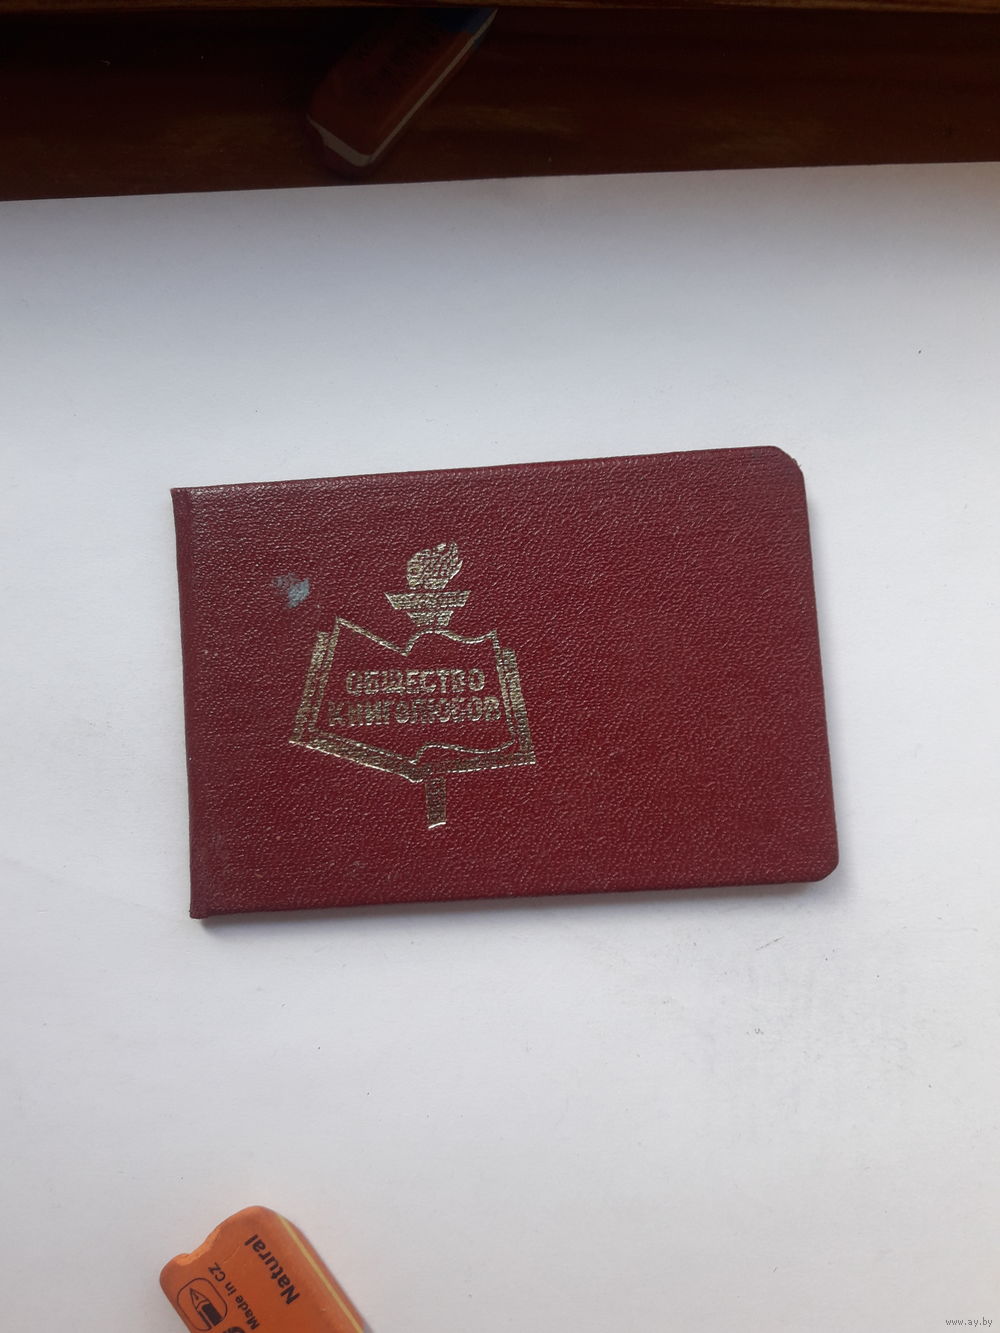 ОБЩЕСТВО
КНИГОЛЮБОВ
Natural
Made in CZ
www.ay.by